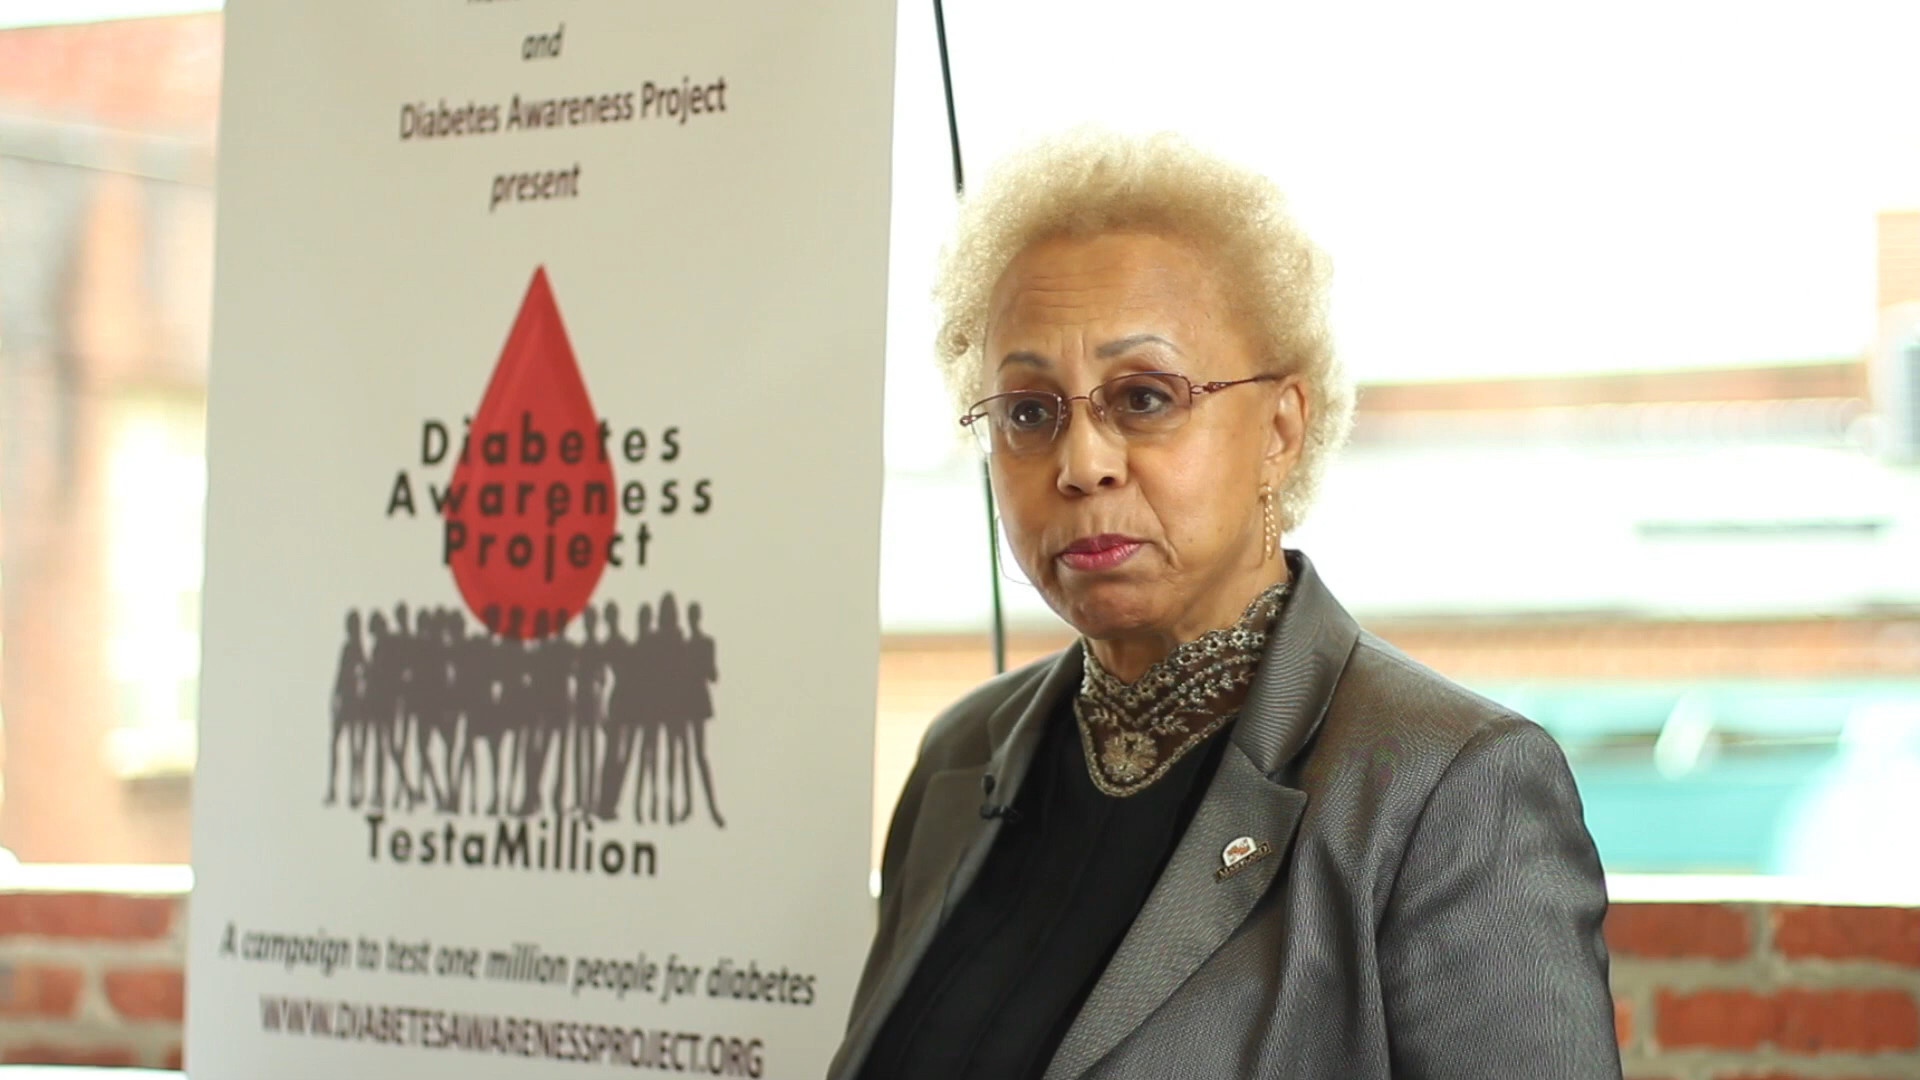 and
Diabetes Awareness Project
present
Diabetes
Awareness
Project
TestaMillion
A campaign to test one million people for diabetes
WWW.DIABETESAWARENESSPROJECT.ORG